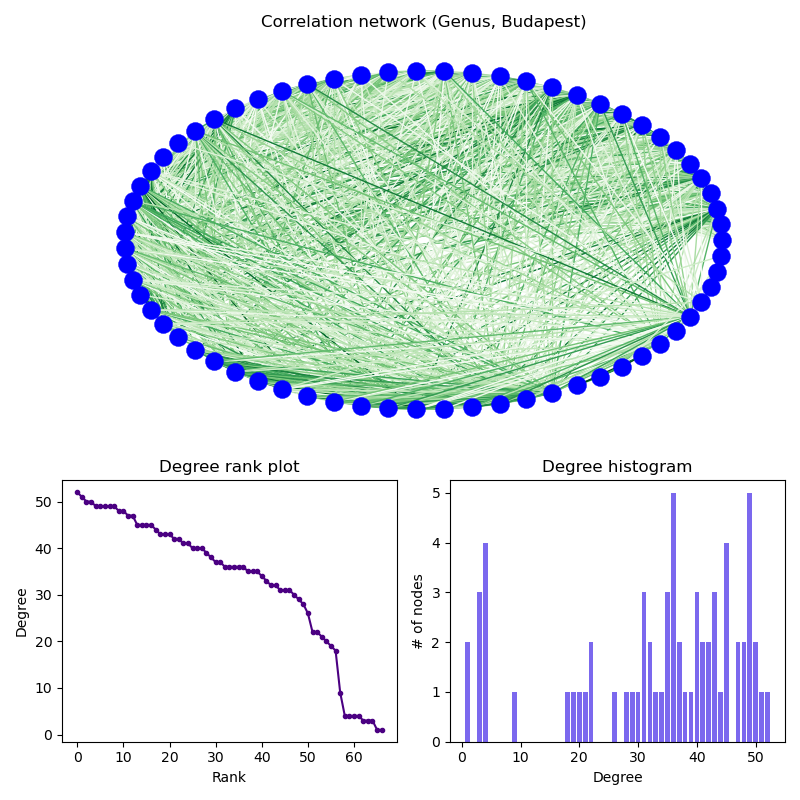 Correlation network (Genus, Budapest)
Degree rank plot
Degree
50
40
30
20
10
0
0 10 20 30 40 50 60
Rank
Degree histogram
# of nodes
5
4
3
2
1
0
0 10 20 30 40 50
Degree